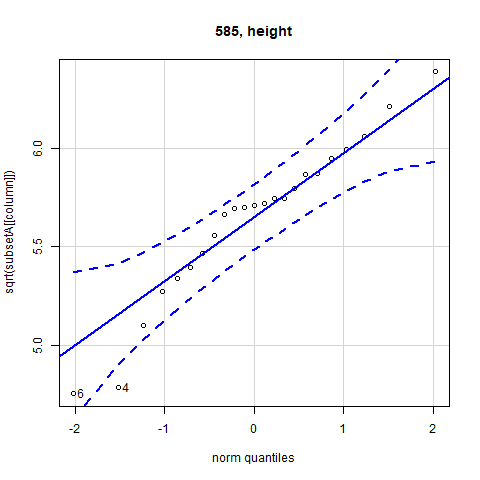 585, height
sqrt(subsetA[[column]])
6.0
5.5
5.0
6
4
-2 -1 0 1 2
norm quantiles